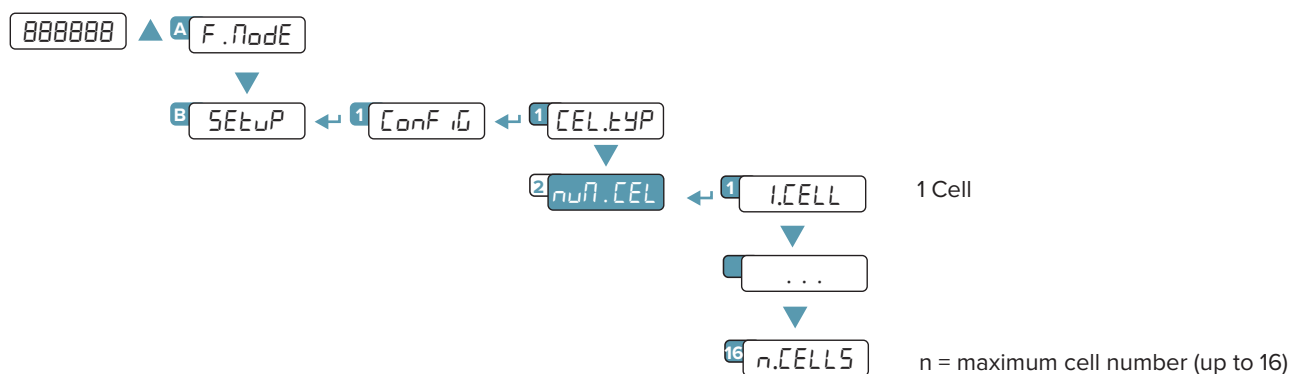 888888 A F.ModE
B SEtuP 1 ConFiG 1 CEL.tYP
2 nuM.CEL 1 1.CELL 1 Cell
...
16 n.CELLS n = maximum cell number (up to 16)